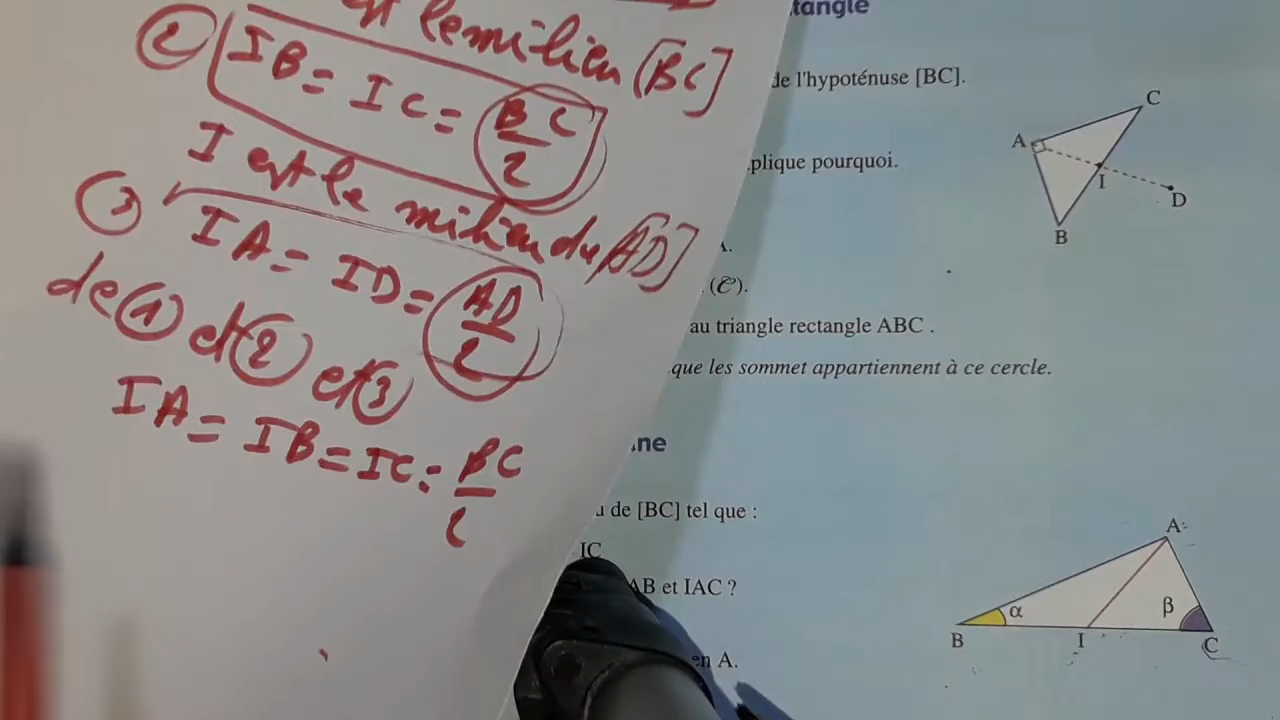 est le milieu [BC]
② IB = IC = BC/2
I est le milieu du [AD]
③ IA = ID = AD/2
de ① et ② et ③
IA = IB = IC = BC/2
tangle
de l'hypoténuse [BC].
plique pourquoi.
A.
(𝒞).
au triangle rectangle ABC .
que les sommet appartiennent à ce cercle.
ne
de [BC] tel que :
IC
AB et IAC ?
en A.
C
A
I
D
B
A
α
β
B
I
C